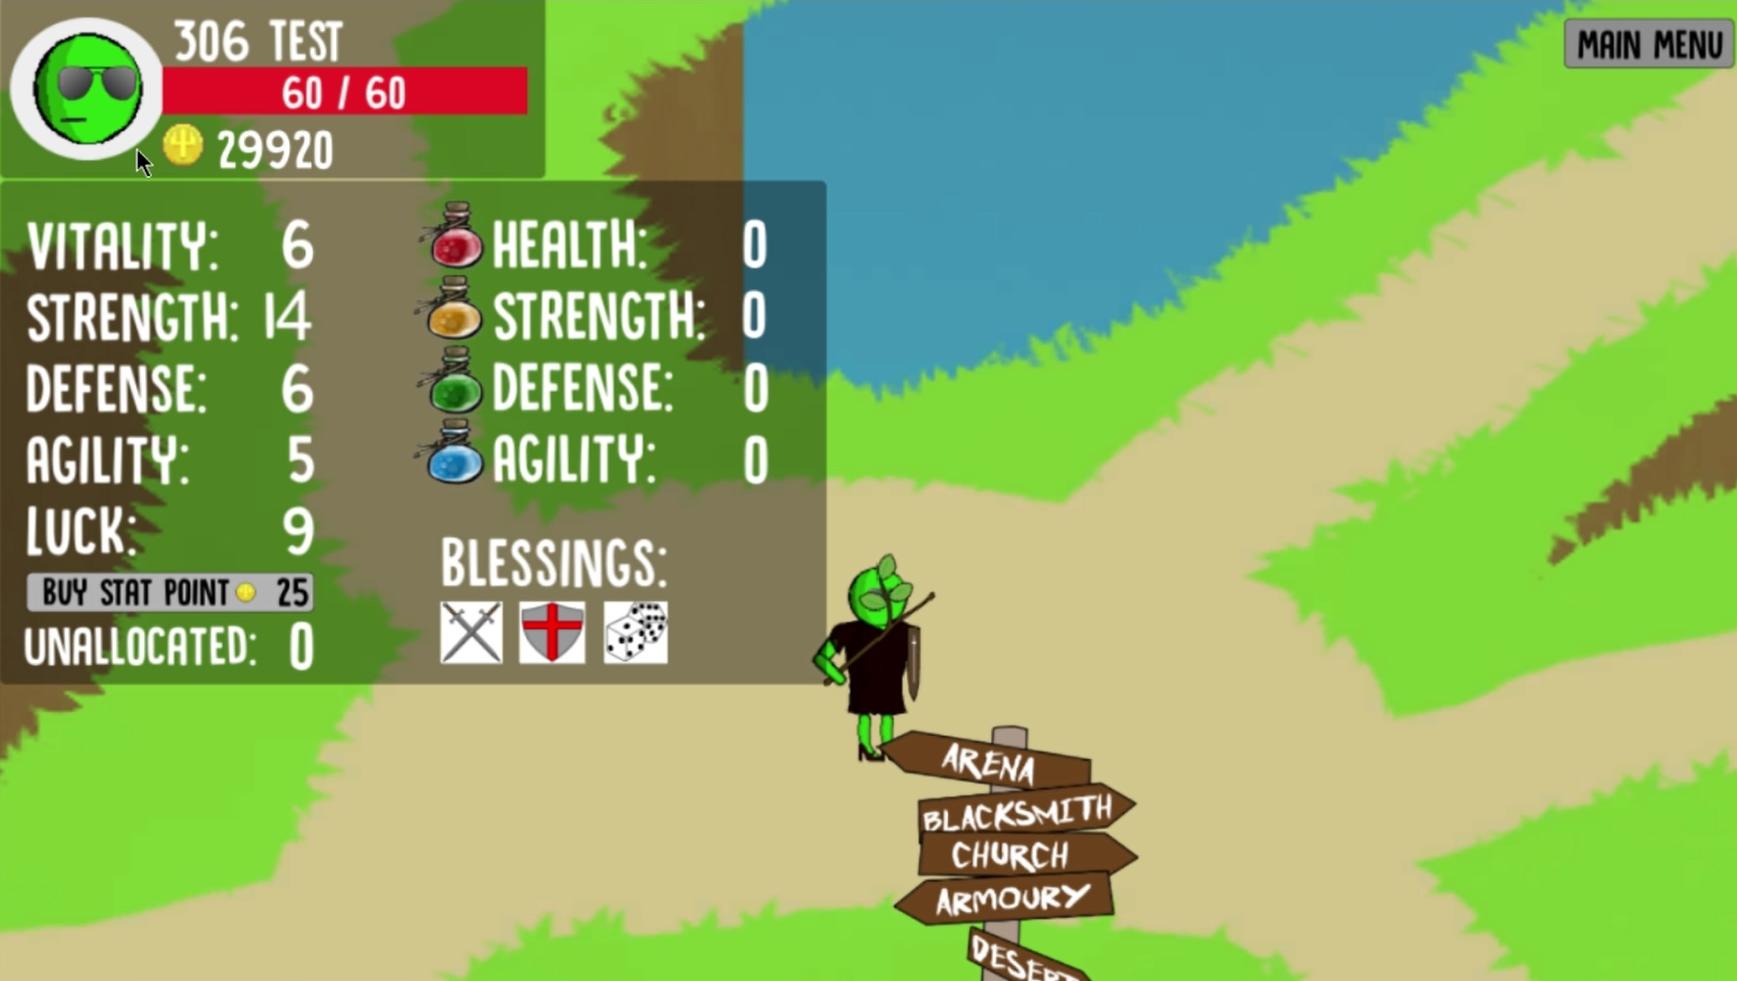 306 TEST
MAIN MENU
60 / 60
29920
VITALITY: 6
STRENGTH: 14
DEFENSE: 6
AGILITY: 5
LUCK: 9
BUY STAT POINT 25
UNALLOCATED: 0
HEALTH: 0
STRENGTH: 0
DEFENSE: 0
AGILITY: 0
BLESSINGS:
ARENA
BLACKSMITH
CHURCH
ARMOURY
DESERT